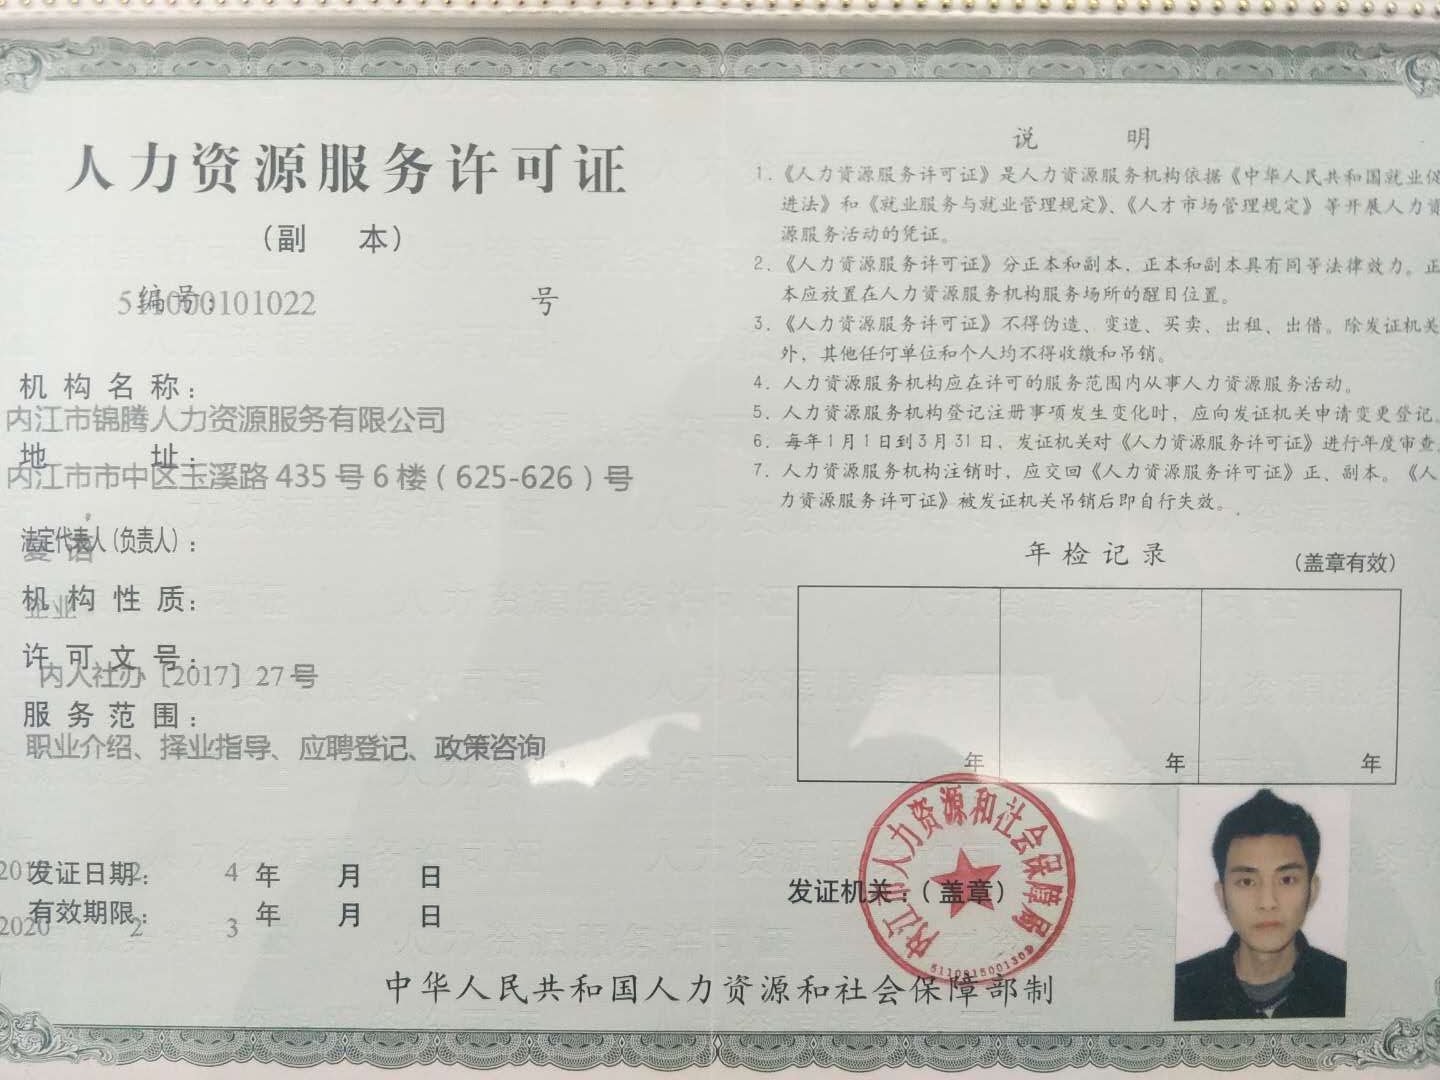 人力资源服务许可证
（副 本）
编号：511000101022 号
机构名称：
内江市锦腾人力资源服务有限公司
地 址：
内江市市中区玉溪路 435 号 6 楼（625-626）号
法定代表人（负责人）：
机构性质：
企业
许可文号：
内人社办〔2017〕27 号
服务范围：
职业介绍、择业指导、应聘登记、政策咨询
发证日期： 2 4 年 月 日
有效期限： 年 月 日
2020 2 3
说 明
1．《人力资源服务许可证》是人力资源服务机构依据《中华人民共和国就业促
进法》和《就业服务与就业管理规定》、《人才市场管理规定》等开展人力资
源服务活动的凭证。
2．《人力资源服务许可证》分正本和副本，正本和副本具有同等法律效力。正
本应放置在人力资源服务机构服务场所的醒目位置。
3．《人力资源服务许可证》不得伪造、变造、买卖、出租、出借。除发证机关
外，其他任何单位和个人均不得收缴和吊销。
4．人力资源服务机构应在许可的服务范围内从事人力资源服务活动。
5．人力资源服务机构登记注册事项发生变化时，应向发证机关申请变更登记。
6．每年1月1日到3月31日，发证机关对《人力资源服务许可证》进行年度审查。
7．人力资源服务机构注销时，应交回《人力资源服务许可证》正、副本。《人
力资源服务许可证》被发证机关吊销后即自行失效。
年检记录 （盖章有效）
年 年 年
发证机关：（盖章）
内江市人力资源和社会保障局
中华人民共和国人力资源和社会保障部制